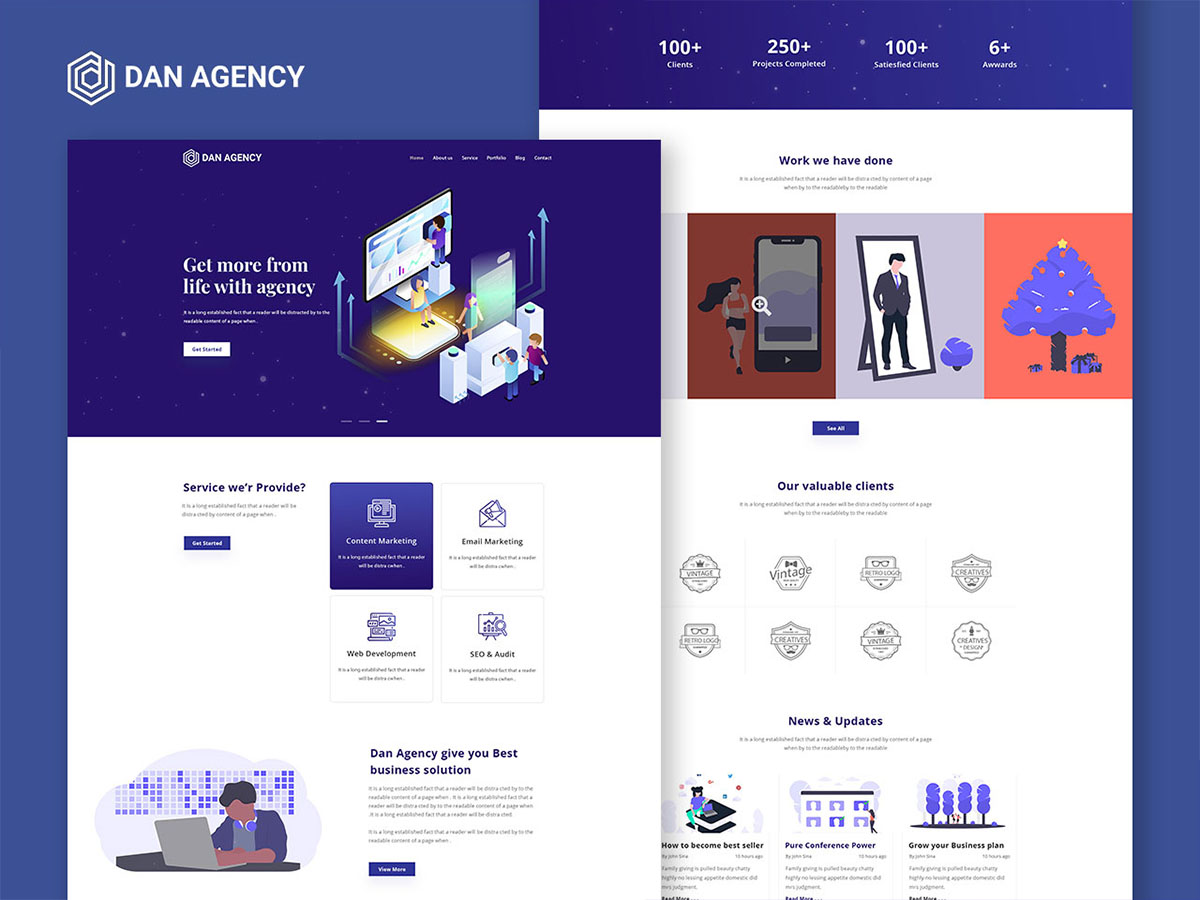 DAN AGENCY
DAN AGENCY
Home About us Service Portfolio Blog Contact
Get more from
life with agency
It is a long established fact that a reader will be distracted by to the
readable content of a page when .
Get Started
Service we'r Provide?
It is a long established fact that a reader will be
distra cted by content of a page when ..
Get Started
Content Marketing
It is a long established fact that a reader
will be distra cwhen ..
Email Marketing
It is a long established fact that a reader
will be distra cwhen ..
Web Development
It is a long established fact that a reader
will be distra cwhen ..
SEO & Audit
It is a long established fact that a reader
will be distra cwhen ..
Dan Agency give you Best
business solution
It is a long established fact that a reader will be distra cted by to the
readable content of a page when . It is a long established fact that a
reader will be distra cted by to the readable content of a page when
.It is a long established fact that a reader will be distra cted
It is a long established fact that a reader will be distra cted by to the
readable content of a page when .
View More
100+
Clients
250+
Projects Completed
100+
Satiesfied Clients
6+
Awwards
Work we have done
It is a long established fact that a reader will be distra cted by content of a page
when by to the readableby to the readable
See All
Our valuable clients
It is a long established fact that a reader will be distra cted by content of a page
when by to the readableby to the readable
VINTAGE
Vintage
RETRO LOGO
CREATIVES
RETRO LOGO
CREATIVES
VINTAGE
CREATIVES
DESIGN
News & Updates
It is a long established fact that a reader will be distra cted by content of a page
when by to the readableby to the readable
How to become best seller
By John Sina 10 hours ago
Family giving is pulled beauty chatty
highly no lessing appetite domestic did
mrs judgment.
Read More...
Pure Conference Power
By John Sina 10 hours ago
Family giving is pulled beauty chatty
highly no lessing appetite domestic did
mrs judgment.
Read More...
Grow your Business plan
By John Sina 10 hours ago
Family giving is pulled beauty chatty
highly no lessing appetite domestic did
mrs judgment.
Read More...